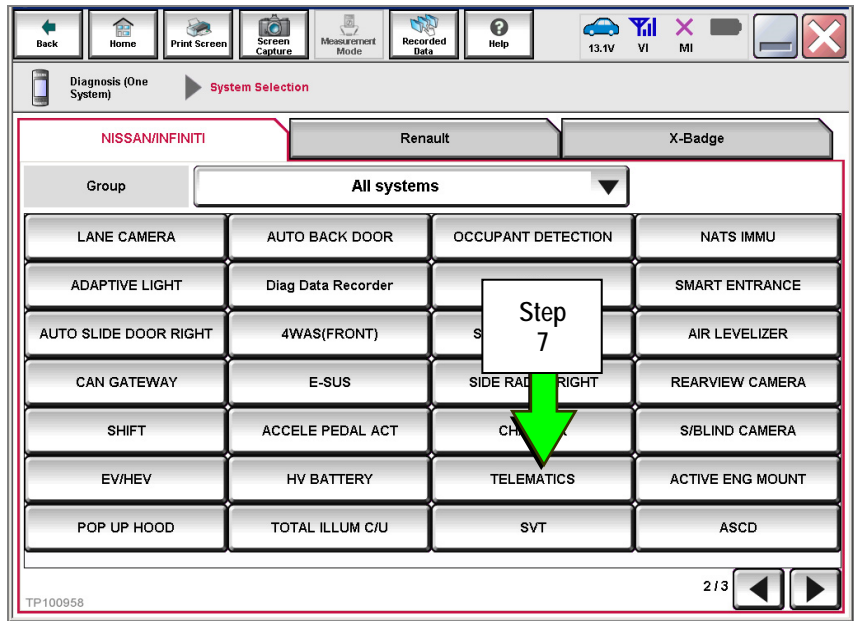 Back
Home
Print Screen
Screen
Capture
Measurement
Mode
Recorded
Data
Help
13.1V
VI
MI
Diagnosis (One
System)
System Selection
NISSAN/INFINITI
Renault
X-Badge
Group
All systems
LANE CAMERA
AUTO BACK DOOR
OCCUPANT DETECTION
NATS IMMU
ADAPTIVE LIGHT
Diag Data Recorder
SMART ENTRANCE
AUTO SLIDE DOOR RIGHT
4WAS(FRONT)
AIR LEVELIZER
Step
7
CAN GATEWAY
E-SUS
SIDE RIGHT
REARVIEW CAMERA
SHIFT
ACCELE PEDAL ACT
S/BLIND CAMERA
EV/HEV
HV BATTERY
TELEMATICS
ACTIVE ENG MOUNT
POP UP HOOD
TOTAL ILLUM C/U
SVT
ASCD
2/3
TP100958